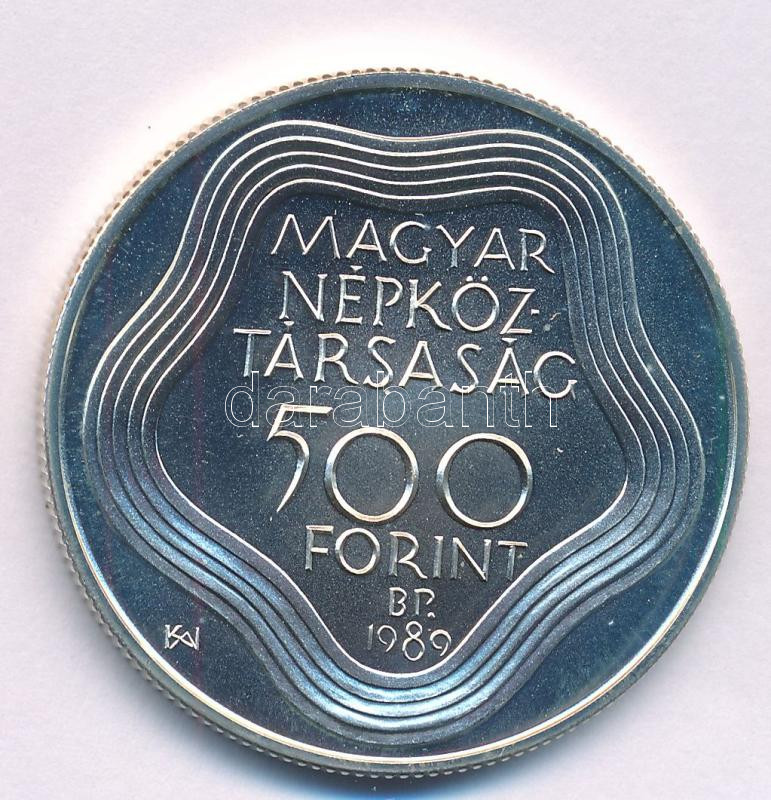 MAGYAR
NÉPKÖZ-
TÁRSASÁG
darabanth
500
FORINT
BP.
1989